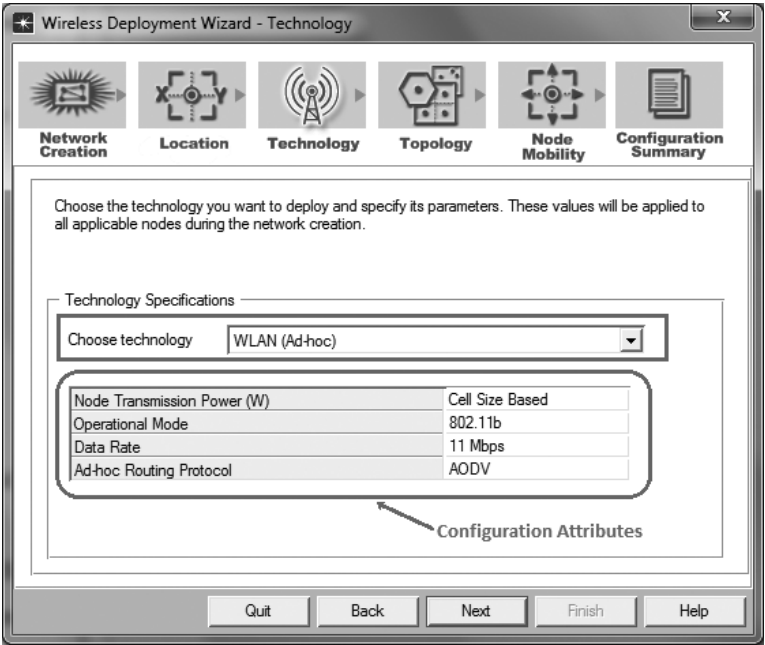 Wireless Deployment Wizard - Technology
X
X Y
Network
Creation
Location
Technology
Topology
Node
Mobility
Configuration
Summary
Choose the technology you want to deploy and specify its parameters. These values will be applied to
all applicable nodes during the network creation.
Technology Specifications
Choose technology WLAN (Ad-hoc)
Node Transmission Power (W) Cell Size Based
Operational Mode 802.11b
Data Rate 11 Mbps
Ad-hoc Routing Protocol AODV
Configuration Attributes
Quit Back Next Finish Help